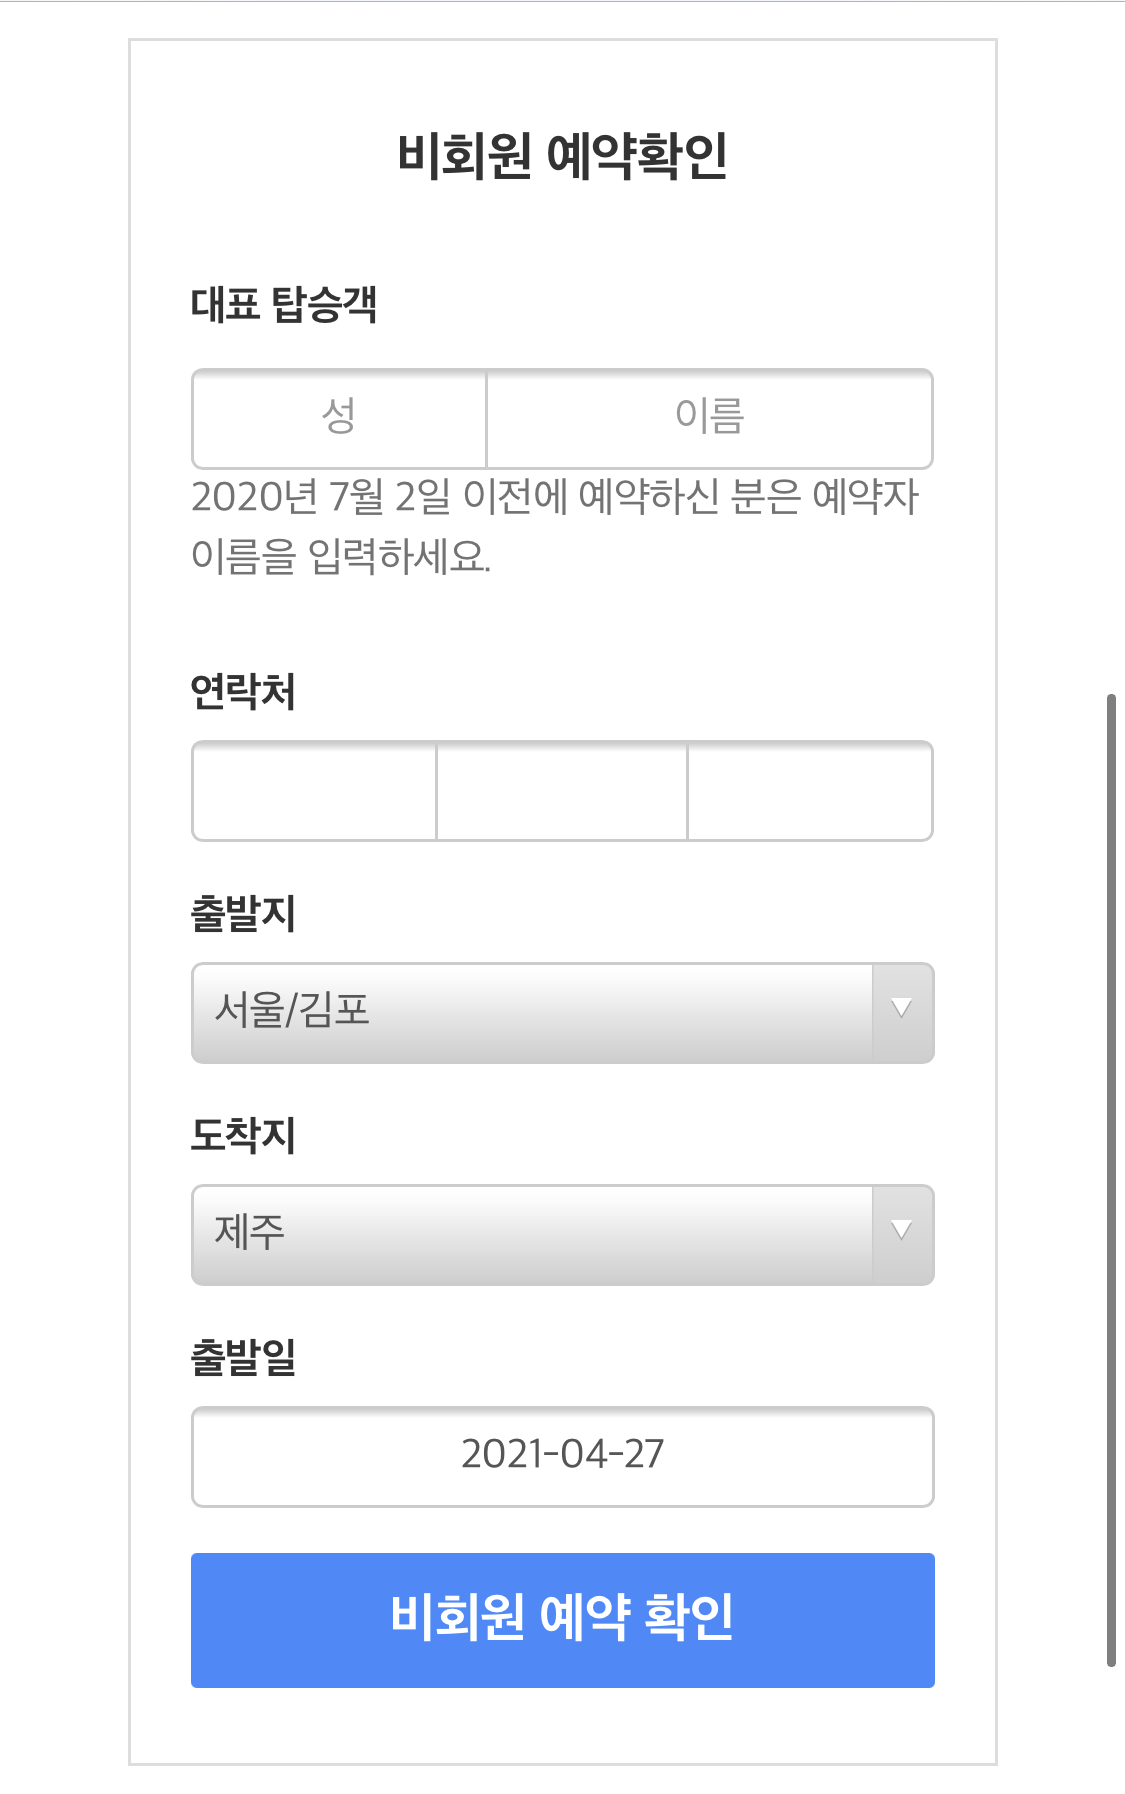 비회원 예약확인
대표 탑승객
성 이름
2020년 7월 2일 이전에 예약하신 분은 예약자
이름을 입력하세요.
연락처
출발지
서울/김포
도착지
제주
출발일
2021-04-27
비회원 예약 확인